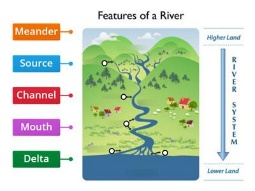 Features of a River
Meander
Source
Channel
Mouth
Delta
Higher Land
RIVER SYSTEM
Lower Land